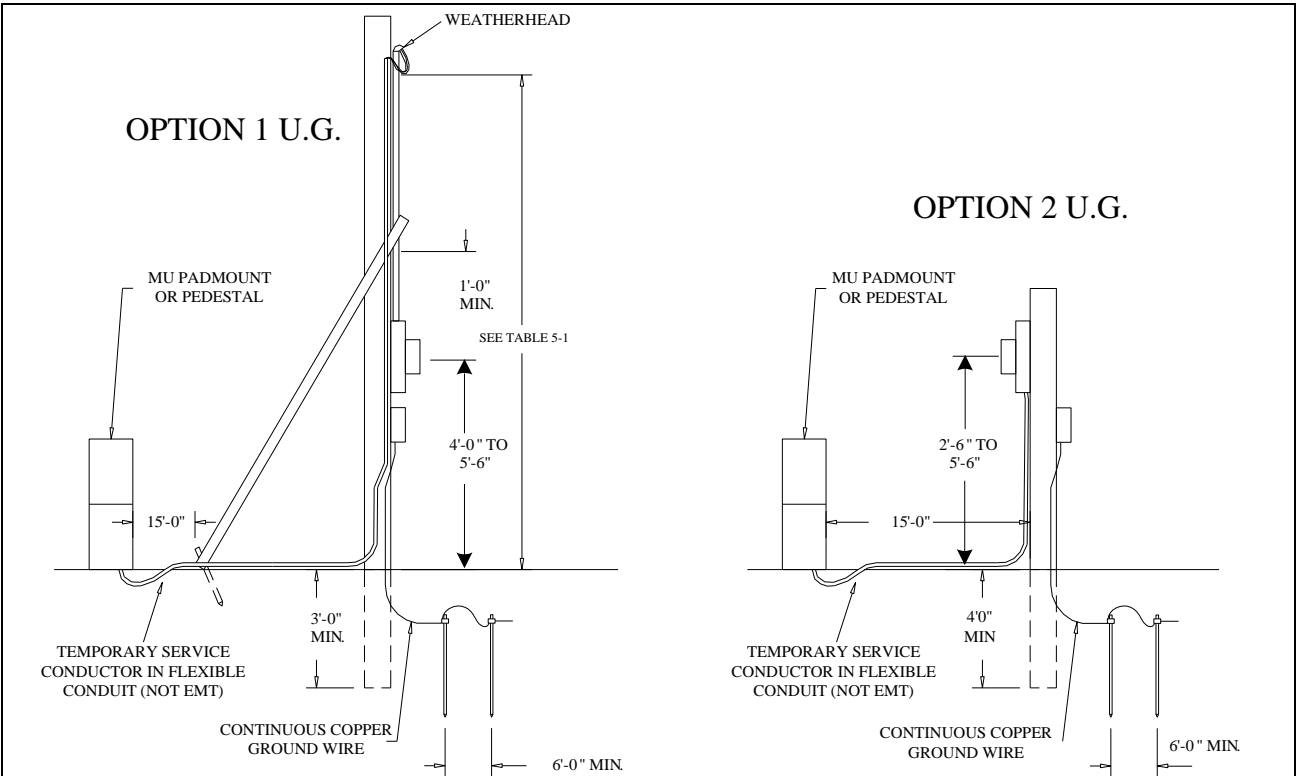 WEATHERHEAD
OPTION 1 U.G.
MU PADMOUNT
OR PEDESTAL
1'-0"
MIN.
SEE TABLE 5-1
4'-0" TO
5'-6"
15'-0"
3'-0"
MIN.
TEMPORARY SERVICE
CONDUCTOR IN FLEXIBLE
CONDUIT (NOT EMT)
CONTINUOUS COPPER
GROUND WIRE
6'-0" MIN.
OPTION 2 U.G.
MU PADMOUNT
OR PEDESTAL
2'-6" TO
5'-6"
15'-0"
4'0"
MIN
TEMPORARY SERVICE
CONDUCTOR IN FLEXIBLE
CONDUIT (NOT EMT)
CONTINUOUS COPPER
GROUND WIRE
6'-0" MIN.